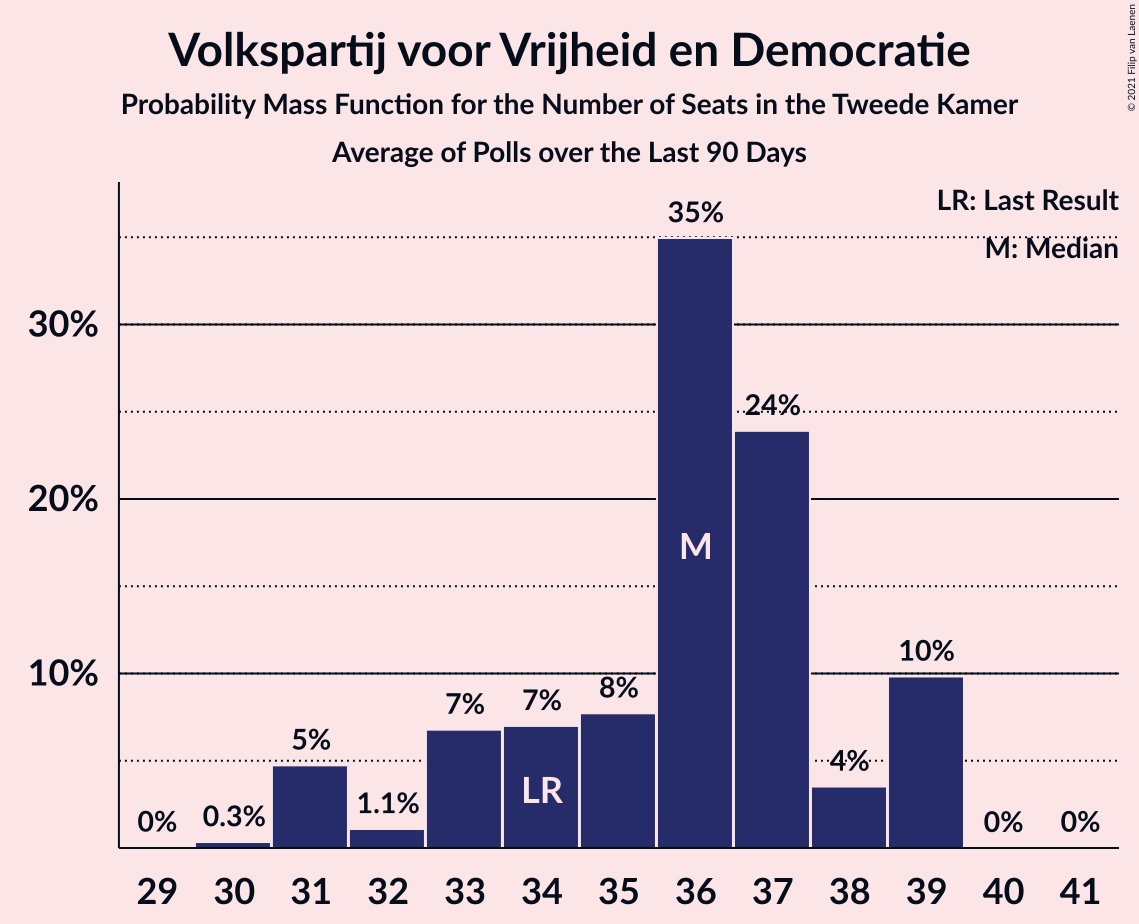 Volkspartij voor Vrijheid en Democratie
Probability Mass Function for the Number of Seats in the Tweede Kamer
Average of Polls over the Last 90 Days
© 2021 Filip van Laenen
LR: Last Result
M: Median
35%
30%
24%
20%
M
10%
10%
8%
7%
7%
5%
4%
LR
1.1%
0.3%
0%
0%
0%
29 30 31 32 33 34 35 36 37 38 39 40 41